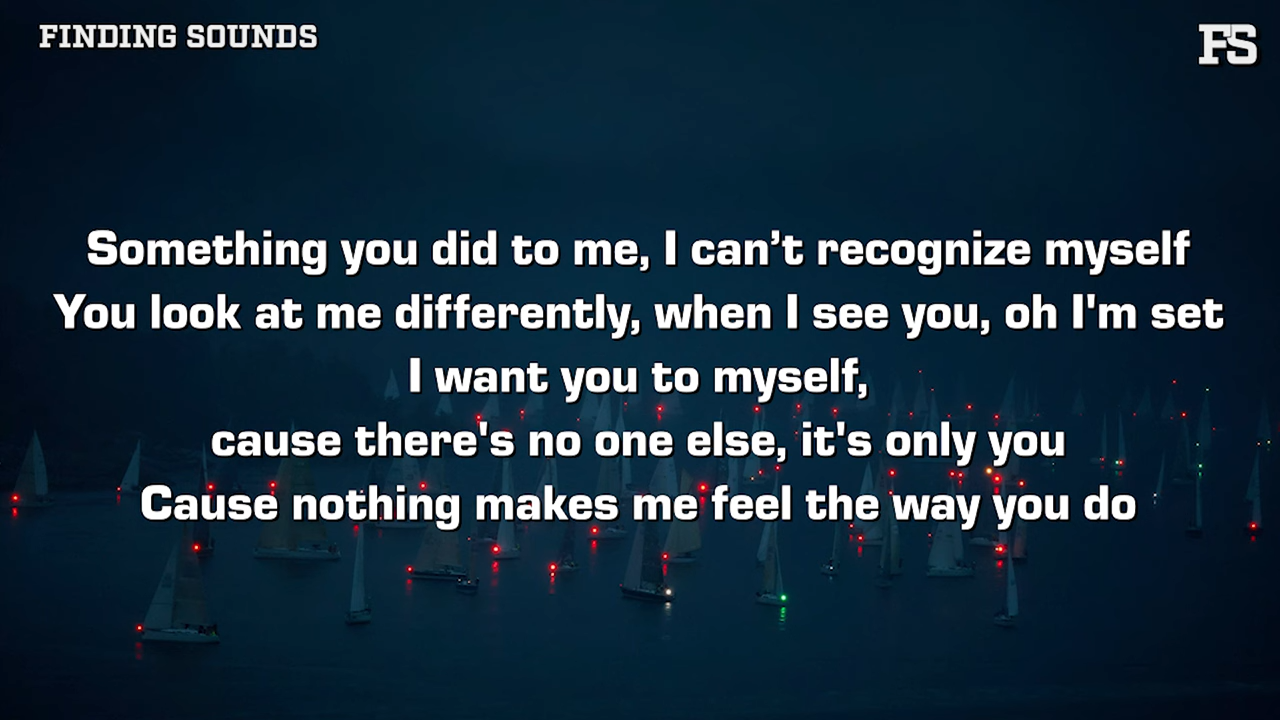 FINDING SOUNDS
FS
Something you did to me, I can’t recognize myself
You look at me differently, when I see you, oh I'm set
I want you to myself,
cause there's no one else, it's only you
Cause nothing makes me feel the way you do